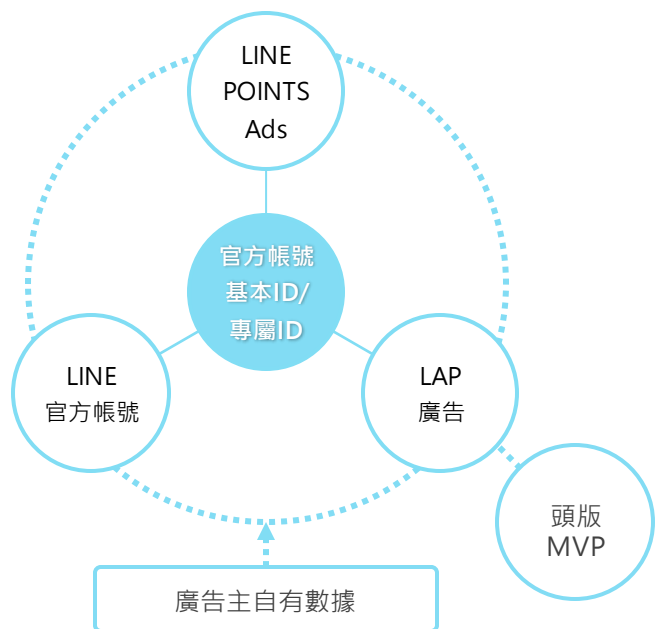 LINE
POINTS
Ads
官方帳號
基本ID/
專屬ID
LINE
官方帳號
LAP
廣告
頭版
MVP
廣告主自有數據